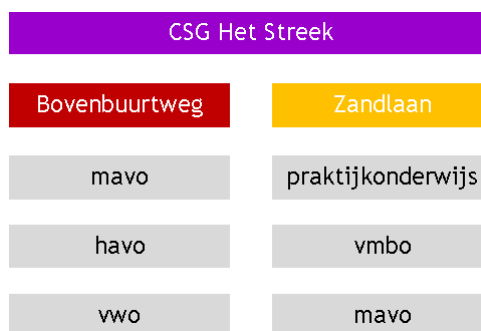 CSG Het Streek
Bovenbuurtweg
Zandlaan
mavo
praktijkonderwijs
havo
vmbo
vwo
mavo